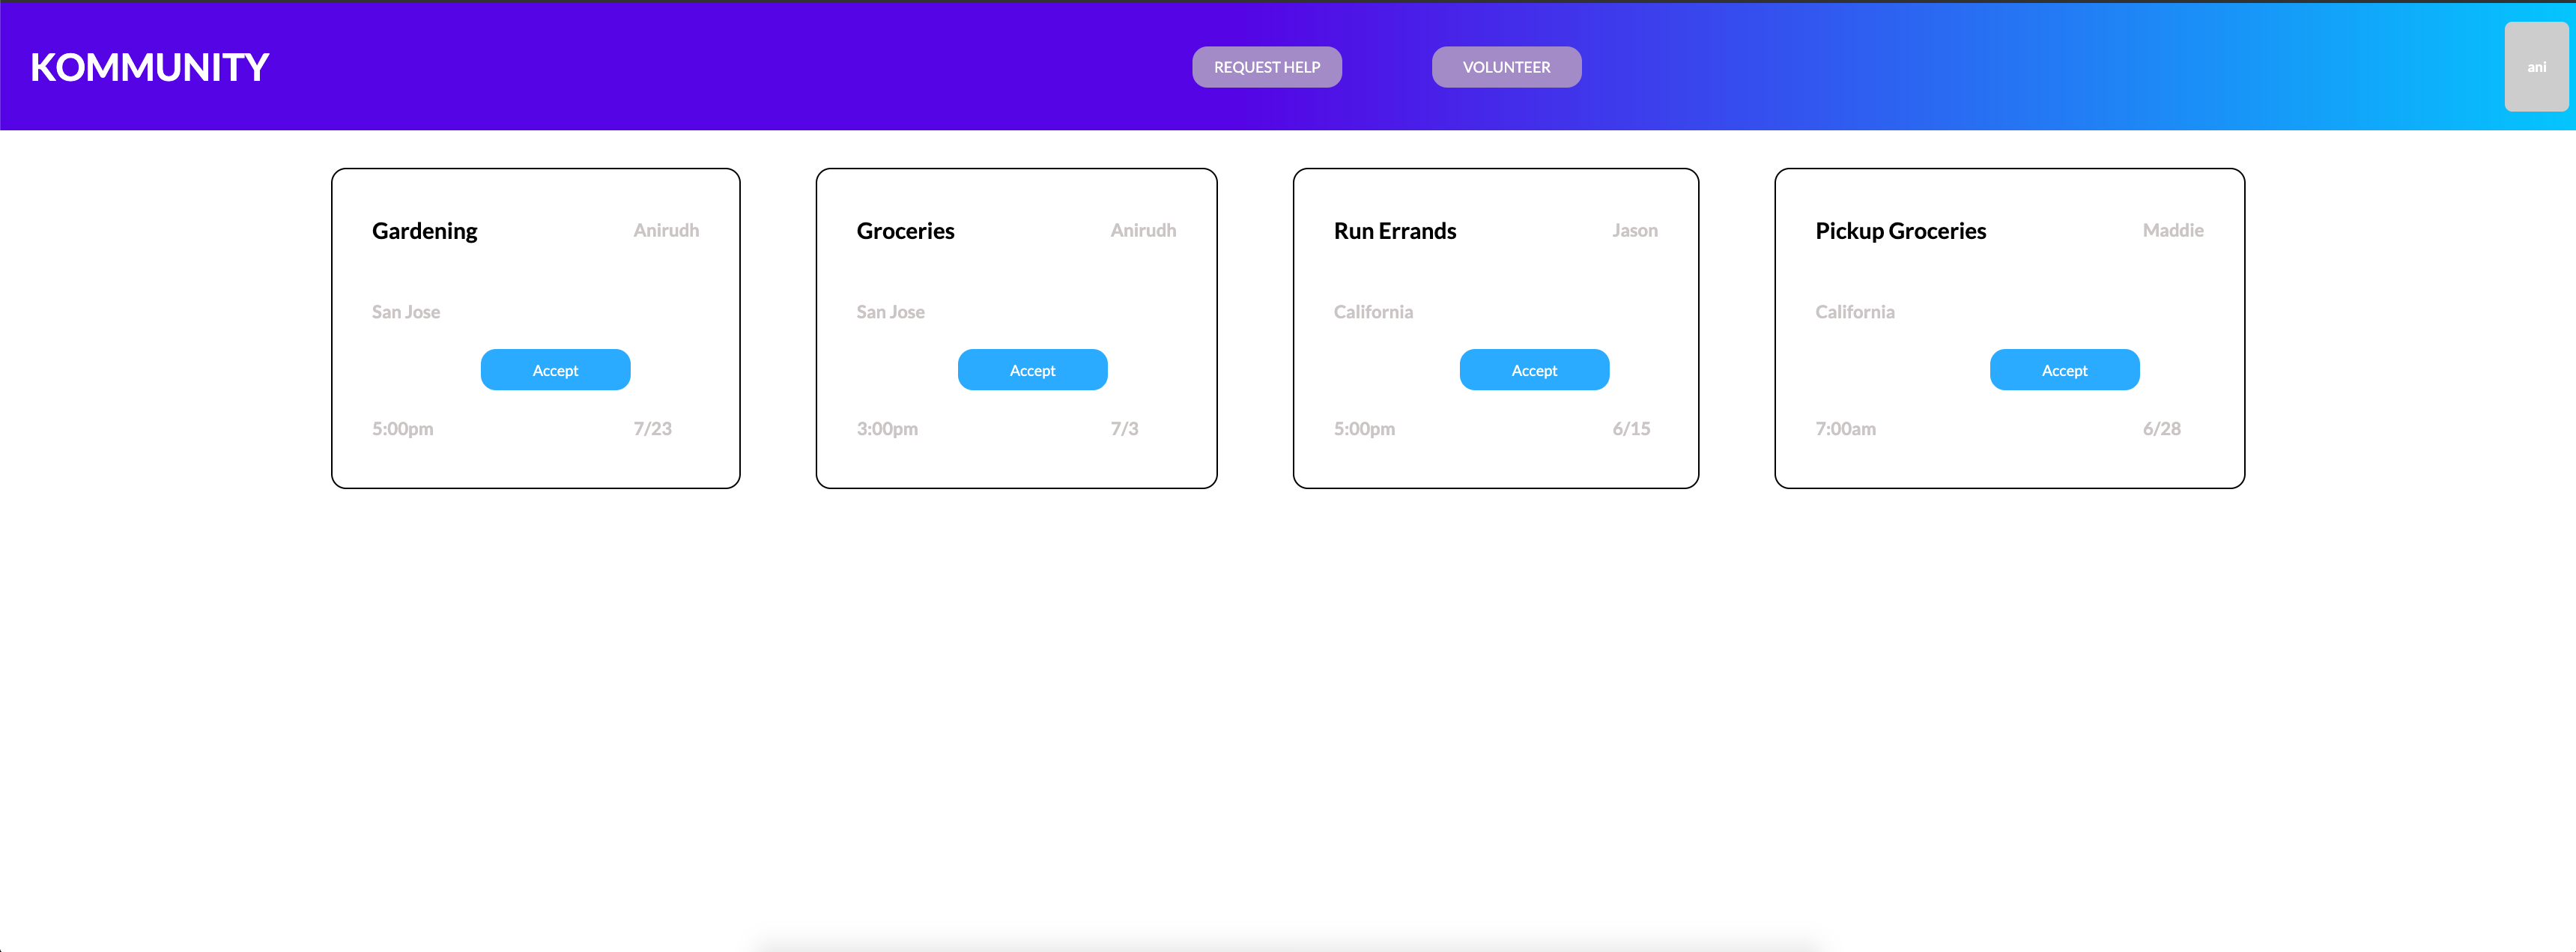 KOMMUNITY
REQUEST HELP
VOLUNTEER
ani
Gardening
Anirudh
San Jose
Accept
5:00pm
7/23
Groceries
Anirudh
San Jose
Accept
3:00pm
7/3
Run Errands
Jason
California
Accept
5:00pm
6/15
Pickup Groceries
Maddie
California
Accept
7:00am
6/28